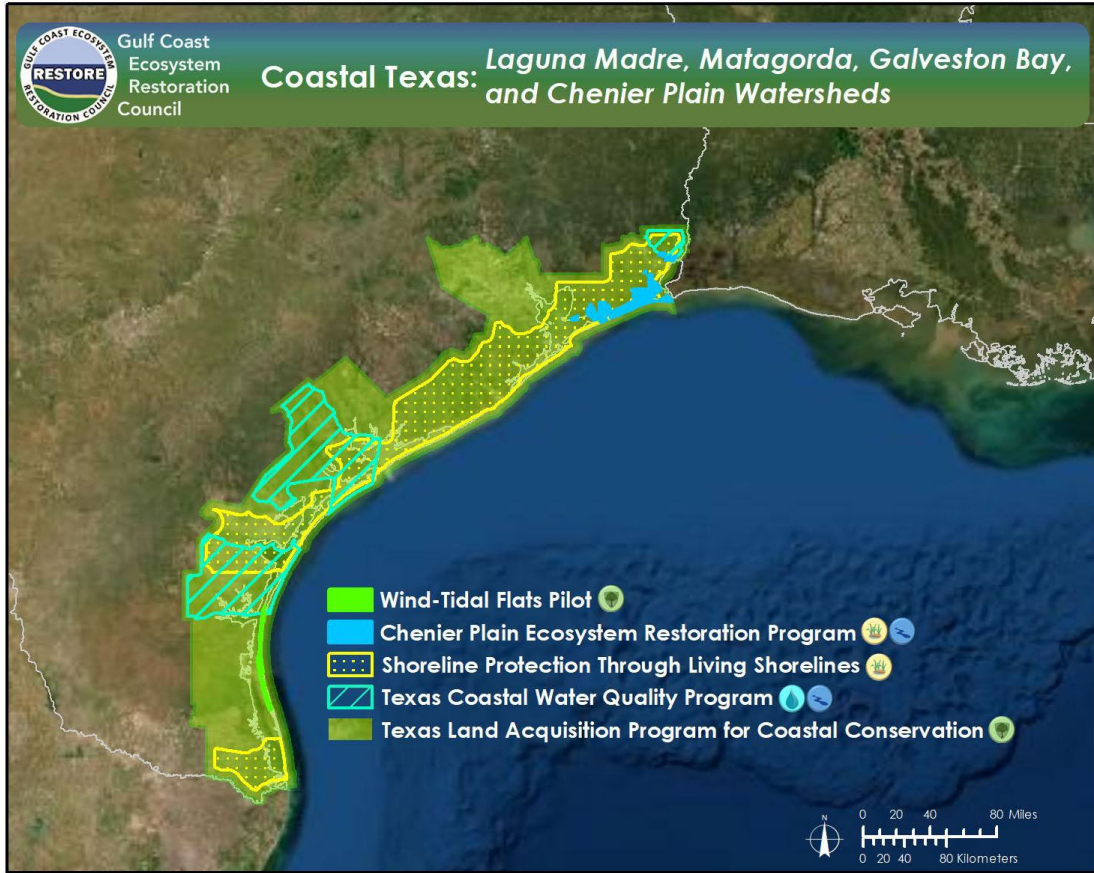 GULF COAST ECOSYSTEM
RESTORE
RESTORATION COUNCIL
Gulf Coast
Ecosystem
Restoration
Council
Coastal Texas: Laguna Madre, Matagorda, Galveston Bay,
and Chenier Plain Watersheds
Wind-Tidal Flats Pilot
Chenier Plain Ecosystem Restoration Program
Shoreline Protection Through Living Shorelines
Texas Coastal Water Quality Program
Texas Land Acquisition Program for Coastal Conservation
N
0 20 40 80 Miles
0 20 40 80 Kilometers